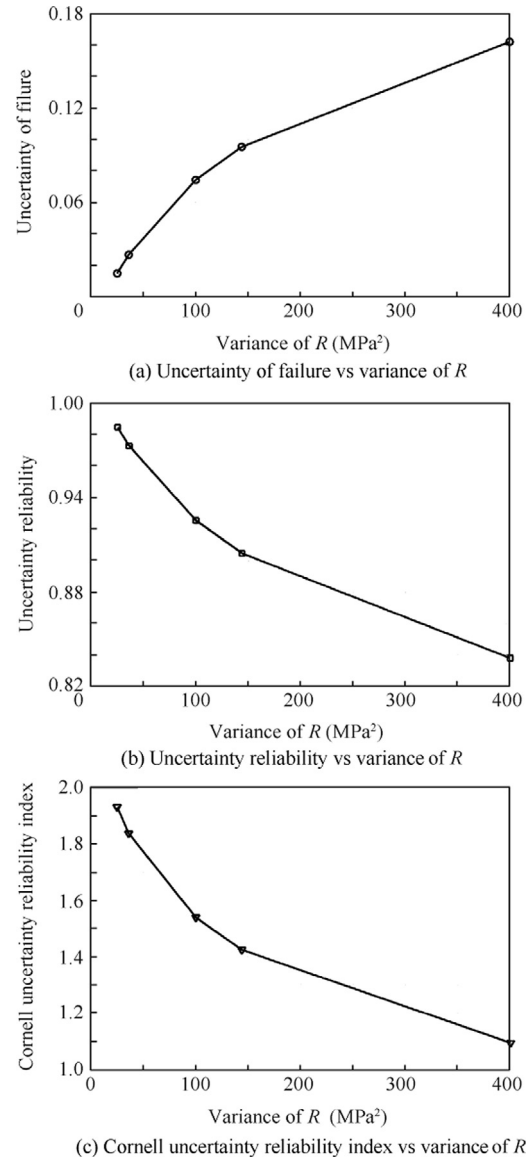 0.18
0.12
0.06
0
Uncertainty of filure
0 100 200 300 400
Variance of R (MPa²)
(a) Uncertainty of failure vs variance of R
1.00
0.94
0.88
0.82
Uncertainty reliability
0 100 200 300 400
Variance of R (MPa²)
(b) Uncertainty reliability vs variance of R
2.0
1.8
1.6
1.4
1.1
1.0
Cornell uncertainty reliability index
0 100 200 300 400
Variance of R (MPa²)
(c) Cornell uncertainty reliability index vs variance of R